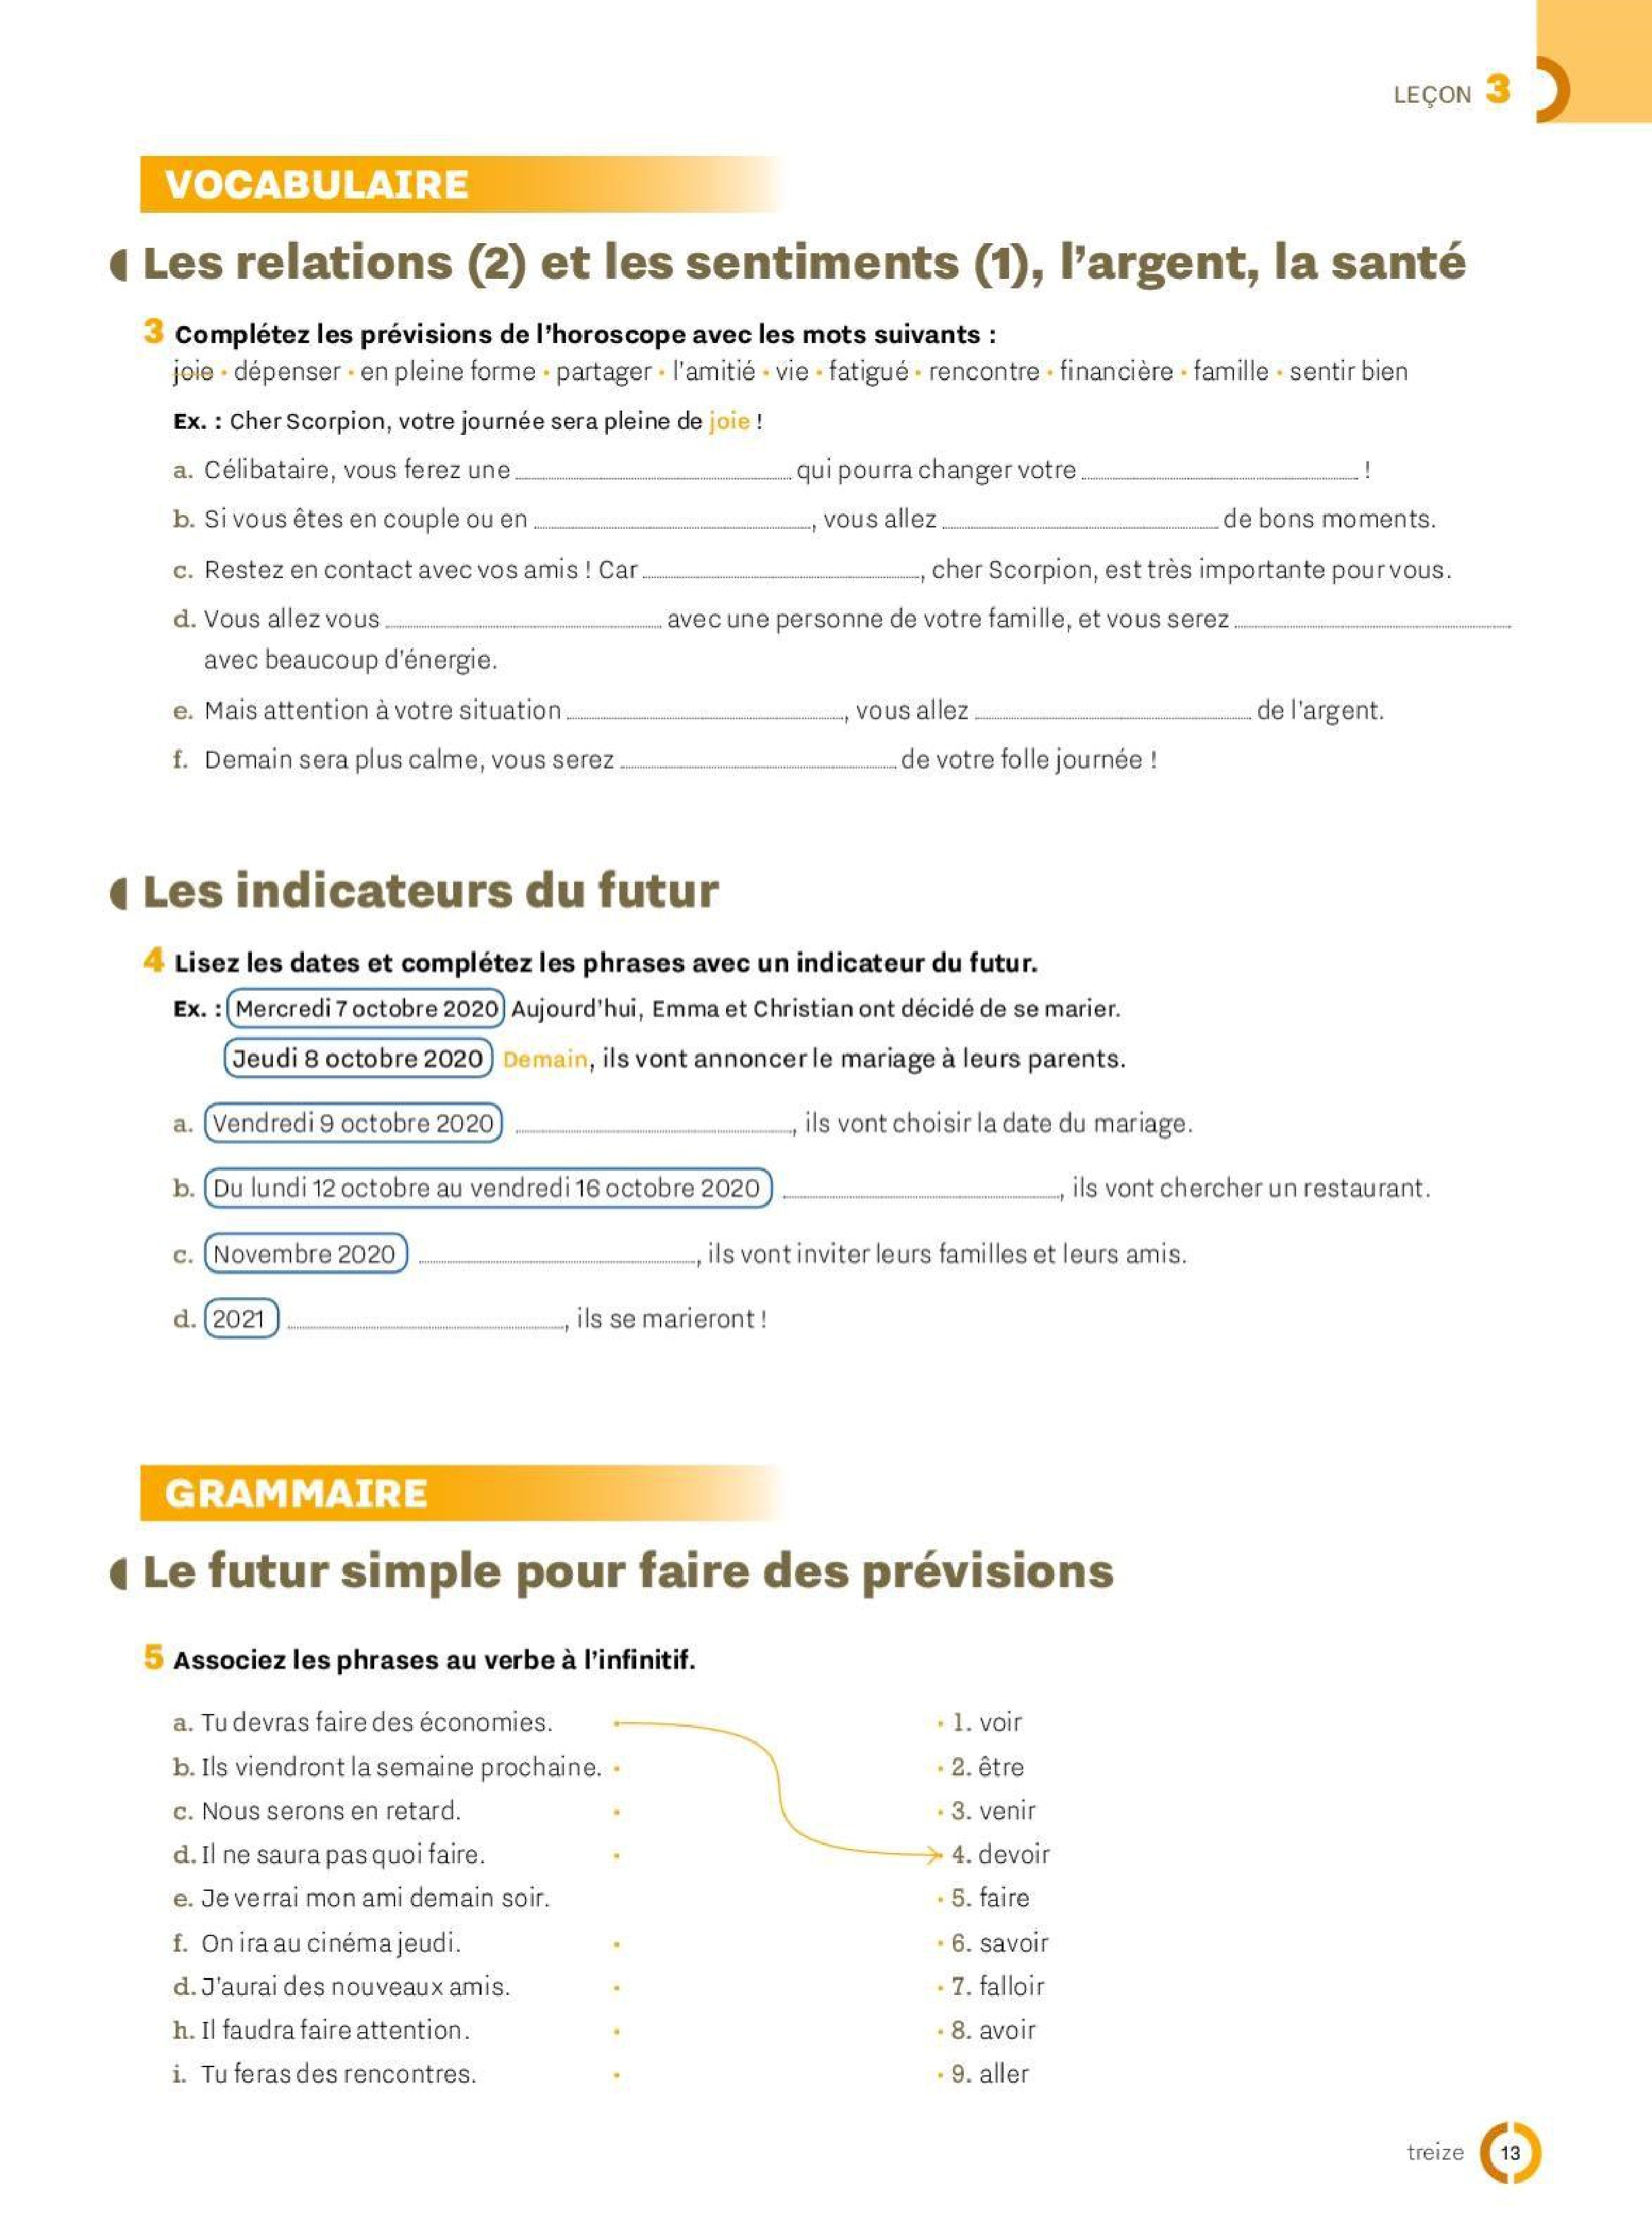 LEÇON 3
VOCABULAIRE
Les relations (2) et les sentiments (1), l'argent, la santé
3 Complétez les prévisions de l'horoscope avec les mots suivants :
joie • dépenser • en pleine forme • partager • l'amitié • vie • fatigué • rencontre • financière • famille • sentir bien
Ex. : Cher Scorpion, votre journée sera pleine de joie !
a. Célibataire, vous ferez une ........ qui pourra changer votre ........ !
b. Si vous êtes en couple ou en ........, vous allez ........ de bons moments.
c. Restez en contact avec vos amis ! Car ........, cher Scorpion, est très importante pour vous.
d. Vous allez vous ........ avec une personne de votre famille, et vous serez ........
avec beaucoup d'énergie.
e. Mais attention à votre situation ........, vous allez ........ de l'argent.
f. Demain sera plus calme, vous serez ........ de votre folle journée !
Les indicateurs du futur
4 Lisez les dates et complétez les phrases avec un indicateur du futur.
Ex. : Mercredi 7 octobre 2020 Aujourd'hui, Emma et Christian ont décidé de se marier.
Jeudi 8 octobre 2020 Demain, ils vont annoncer le mariage à leurs parents.
a. Vendredi 9 octobre 2020 ........, ils vont choisir la date du mariage.
b. Du lundi 12 octobre au vendredi 16 octobre 2020 ........, ils vont chercher un restaurant.
c. Novembre 2020 ........, ils vont inviter leurs familles et leurs amis.
d. 2021 ........, ils se marieront !
GRAMMAIRE
Le futur simple pour faire des prévisions
5 Associez les phrases au verbe à l'infinitif.
a. Tu devras faire des économies. • • 1. voir
b. Ils viendront la semaine prochaine. • • 2. être
c. Nous serons en retard. • • 3. venir
d. Il ne saura pas quoi faire. • 4. devoir
e. Je verrai mon ami demain soir. • 5. faire
f. On ira au cinéma jeudi. • • 6. savoir
d. J'aurai des nouveaux amis. • • 7. falloir
h. Il faudra faire attention. • • 8. avoir
i. Tu feras des rencontres. • • 9. aller
treize 13